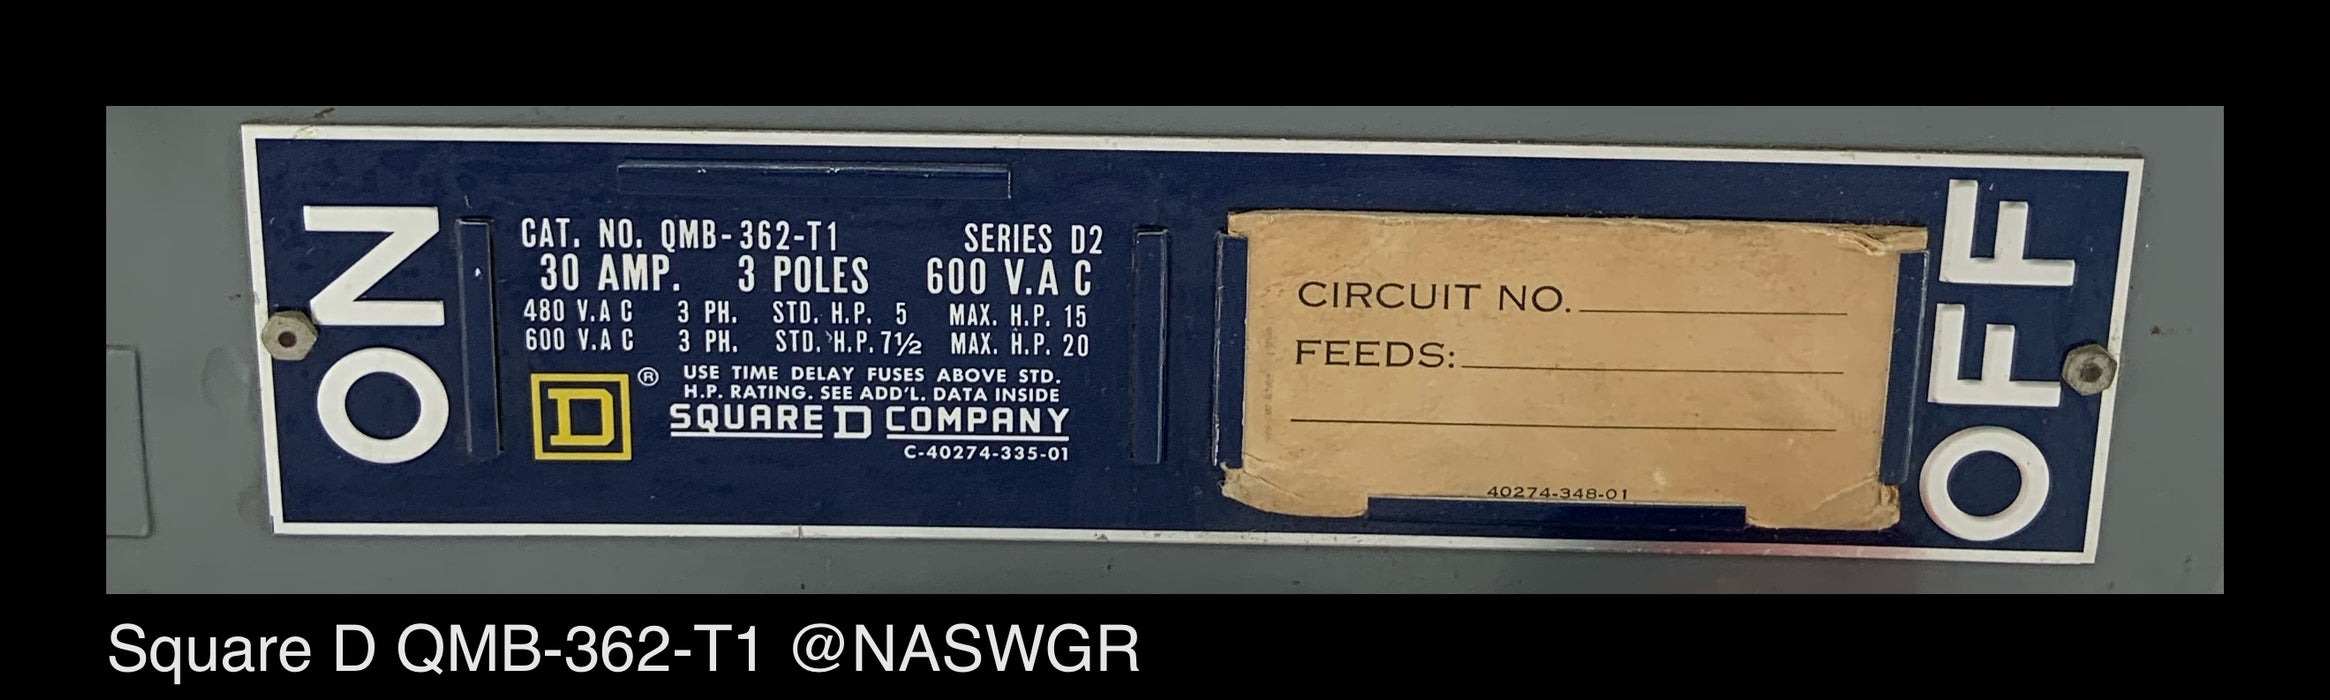 ON
CAT. NO. QMB-362-T1 SERIES D2
30 AMP. 3 POLES 600 V.A C
480 V.A C 3 PH. STD. H.P. 5 MAX. H.P. 15
600 V.A C 3 PH. STD. H.P. 7½ MAX. H.P. 20
D ® USE TIME DELAY FUSES ABOVE STD.
H.P. RATING. SEE ADD'L. DATA INSIDE
SQUARE D COMPANY
C-40274-335-01
CIRCUIT NO.
FEEDS:
40274-348-01
OFF
Square D QMB-362-T1 @NASWGR